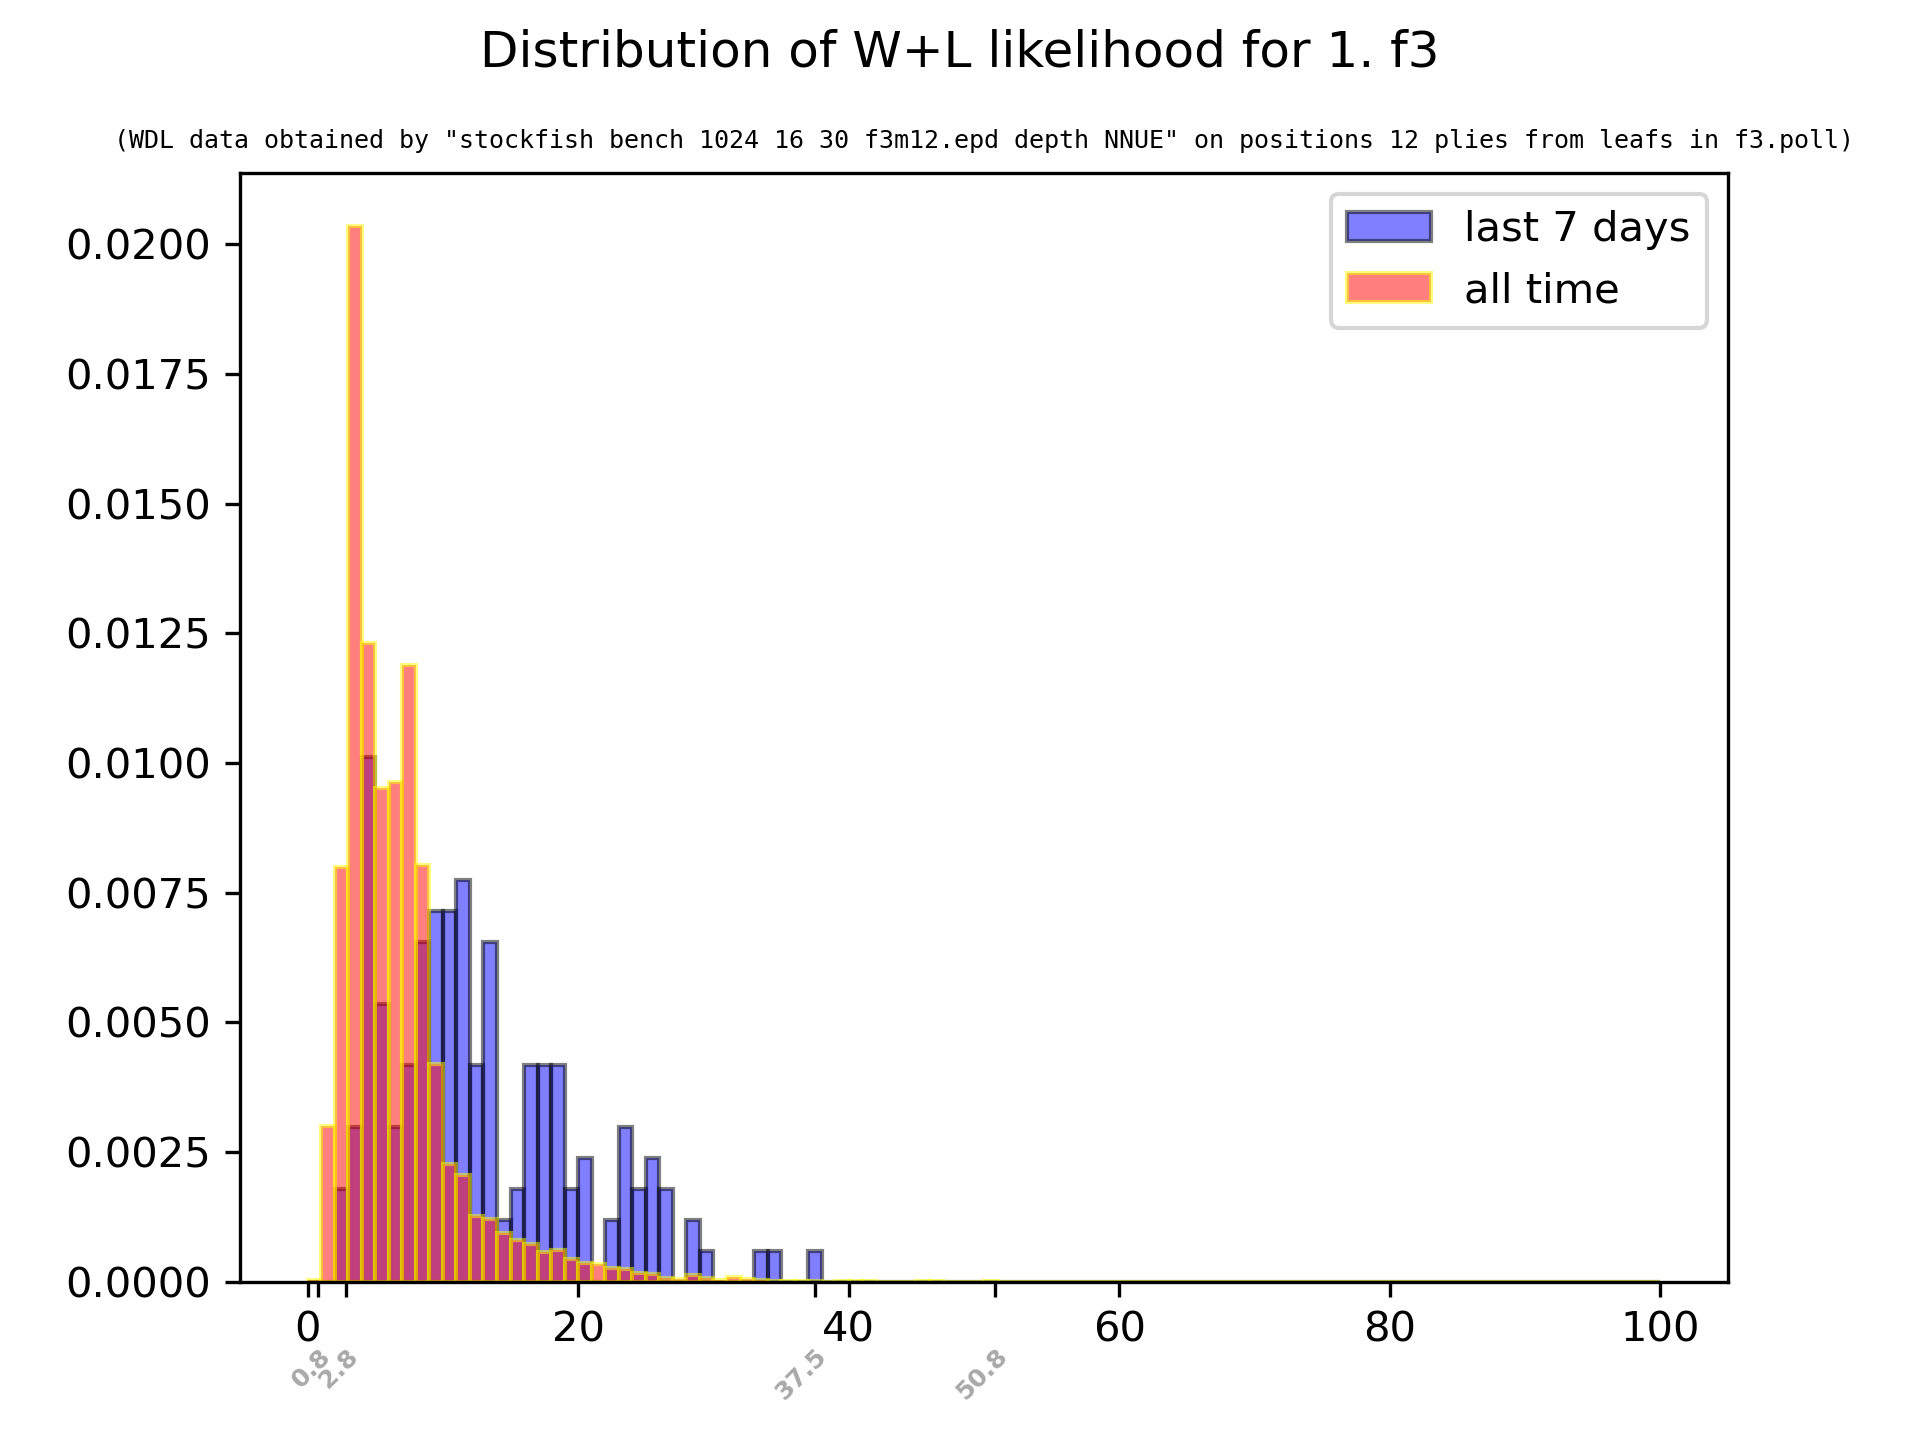 Distribution of W+L likelihood for 1. f3
(WDL data obtained by "stockfish bench 1024 16 30 f3m12.epd depth NNUE" on positions 12 plies from leafs in f3.poll)
last 7 days
all time
0.0200
0.0175
0.0150
0.0125
0.0100
0.0075
0.0050
0.0025
0.0000
0 20 40 60 80 100
0.8 2.8 37.5 50.8